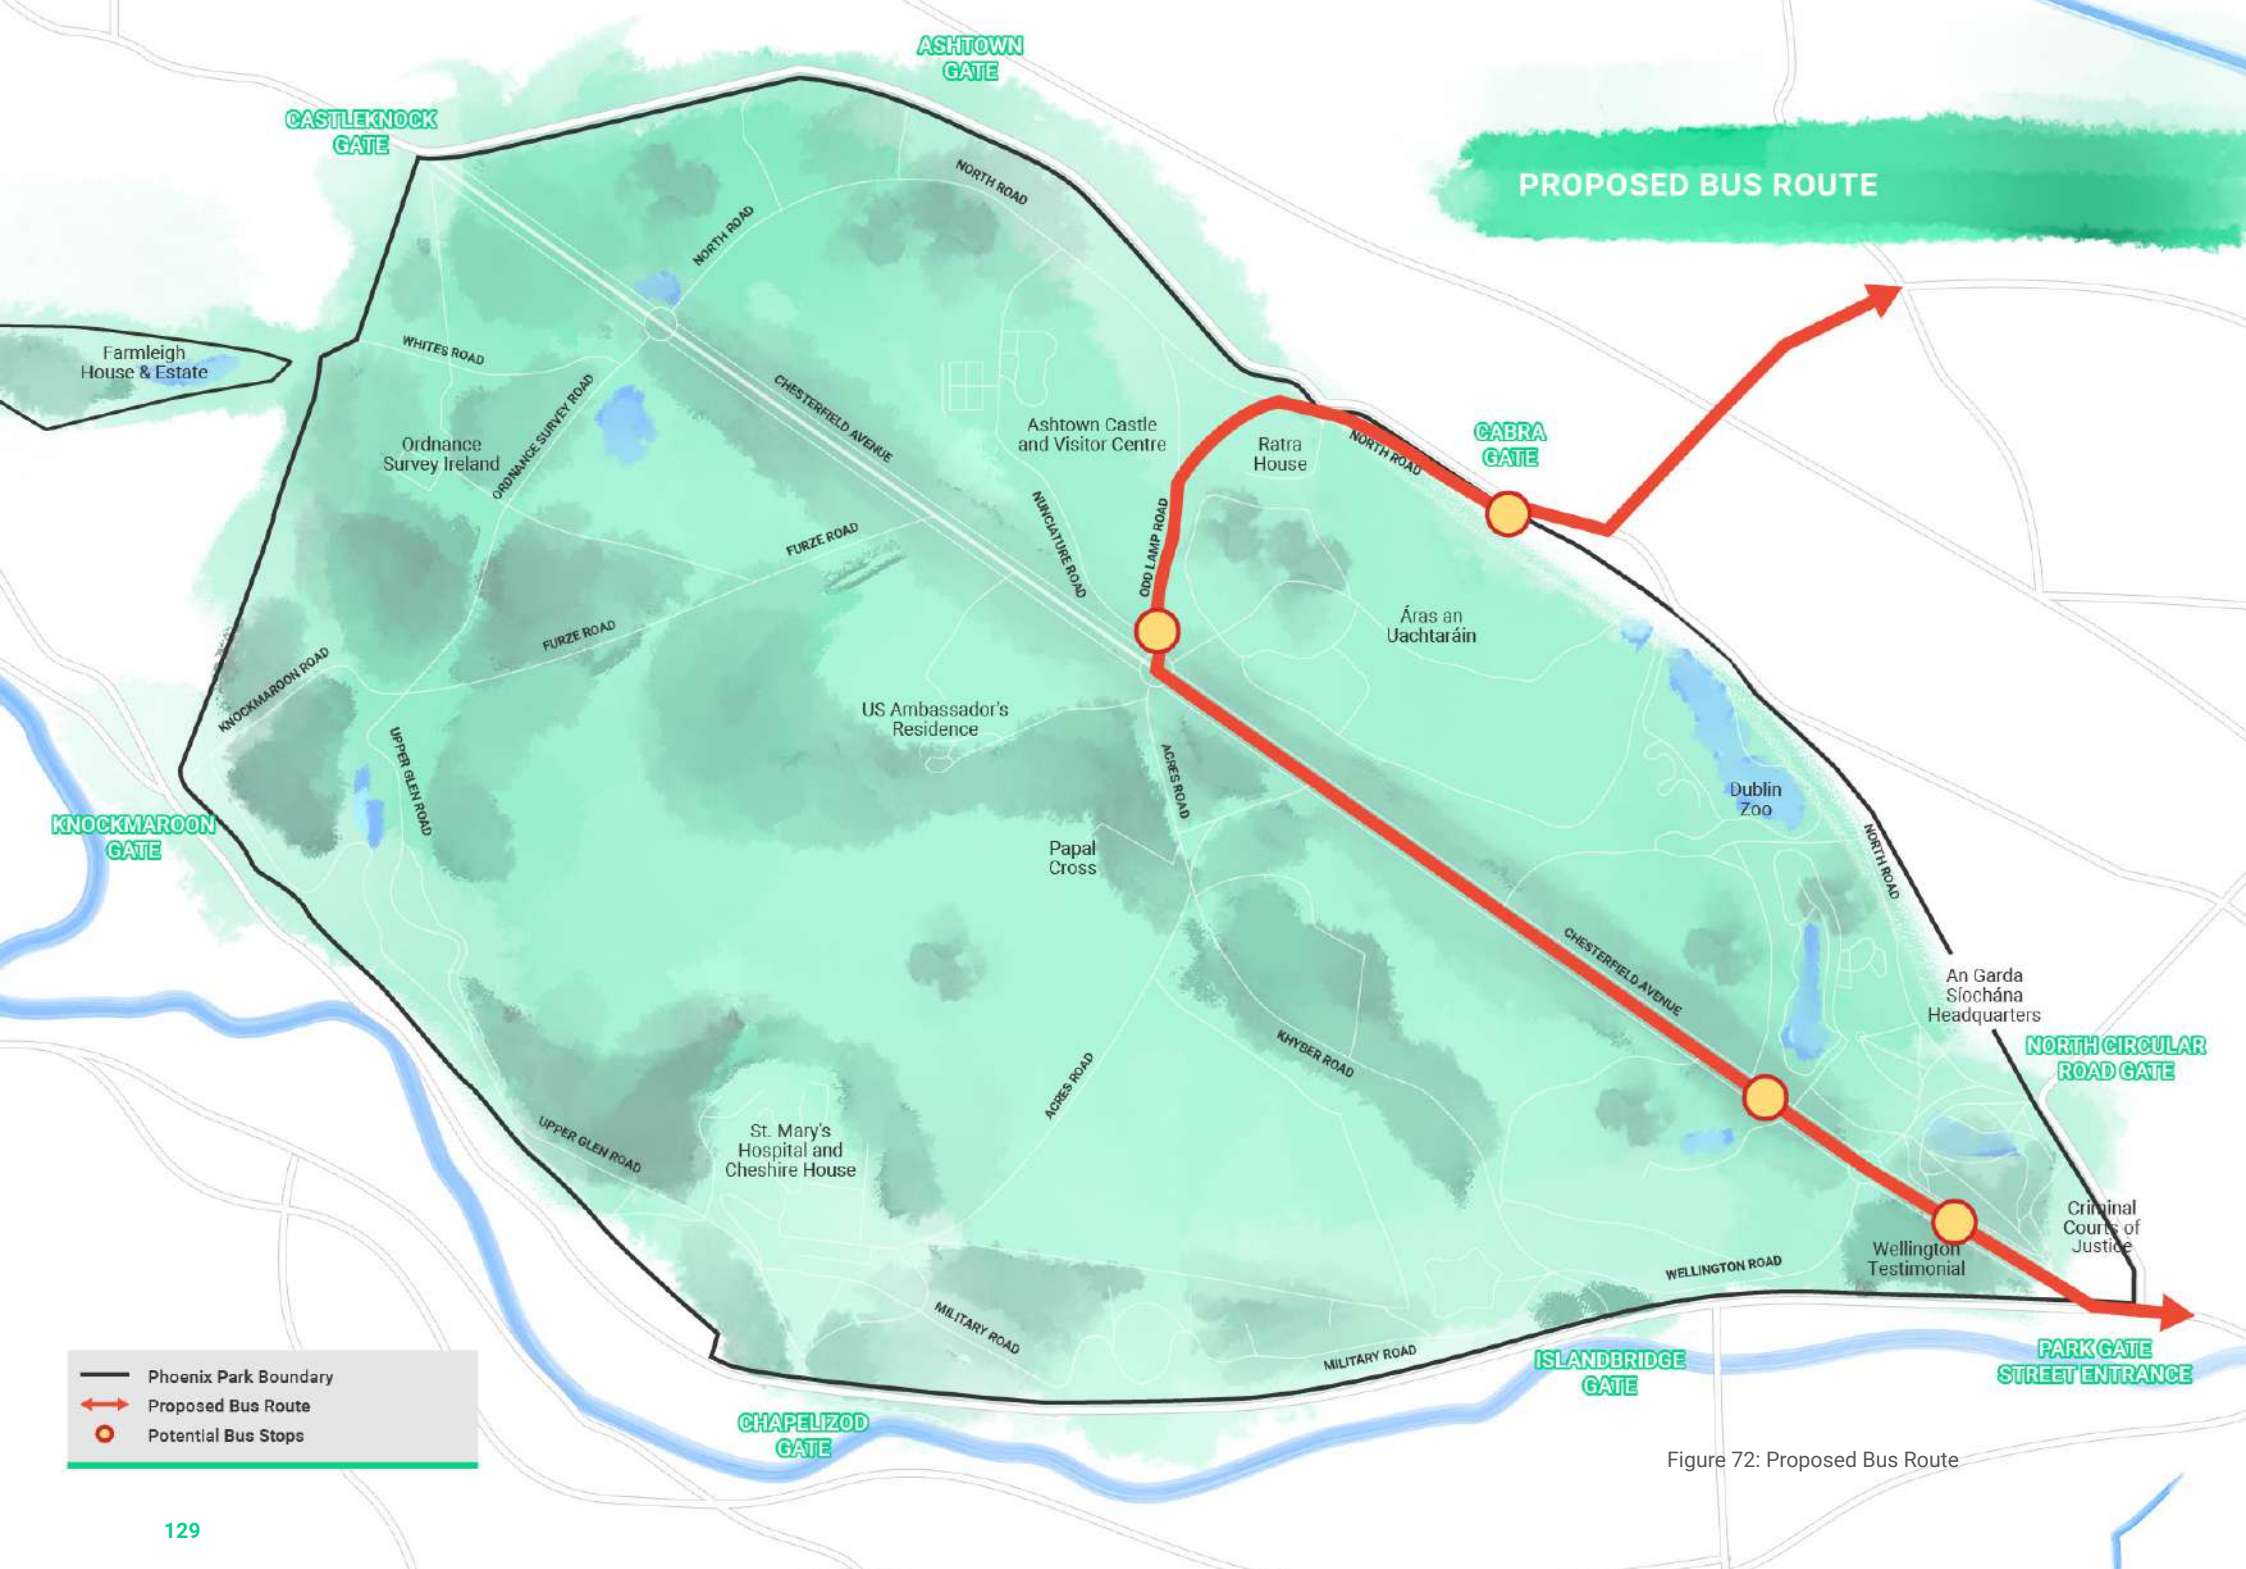 ASHTOWN
GATE
CASTLEKNOCK
GATE
PROPOSED BUS ROUTE
NORTH ROAD
NORTH ROAD
Farmleigh
House & Estate
WHITES ROAD
ORDNANCE SURVEY ROAD
CHESTERFIELD AVENUE
Ordnance
Survey Ireland
Ashtown Castle
and Visitor Centre
Ratra
House
NORTH ROAD
CABRA
GATE
NUNCIATURE ROAD
ODD LAMP ROAD
FURZE ROAD
FURZE ROAD
Áras an
Uachtaráin
KNOCKMAROON ROAD
UPPER GLEN ROAD
US Ambassador's
Residence
ACRES ROAD
Dublin
Zoo
KNOCKMAROON
GATE
Papal
Cross
NORTH ROAD
CHESTERFIELD AVENUE
An Garda
Síochána
Headquarters
NORTH CIRCULAR
ROAD GATE
KHYBER ROAD
ACRES ROAD
UPPER GLEN ROAD
St. Mary's
Hospital and
Cheshire House
Criminal
Courts of
Justice
Wellington
Testimonial
WELLINGTON ROAD
MILITARY ROAD
MILITARY ROAD
ISLANDBRIDGE
GATE
PARK GATE
STREET ENTRANCE
CHAPELIZOD
GATE
Phoenix Park Boundary
Proposed Bus Route
Potential Bus Stops
Figure 72: Proposed Bus Route
129